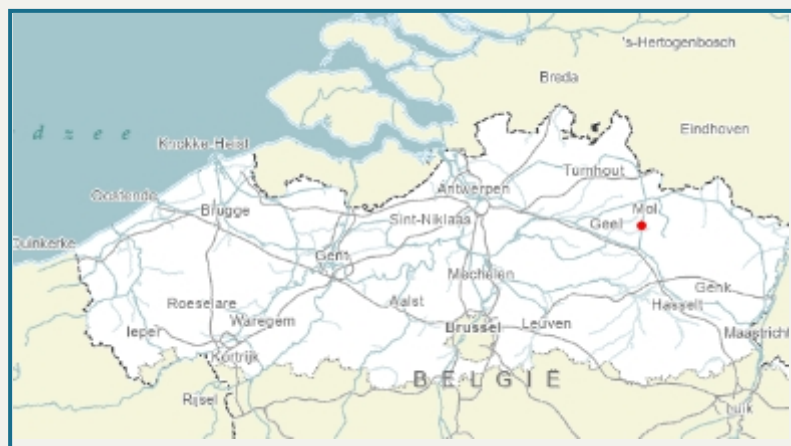 's-Hertogenbosch
Breda
d z e e
Eindhoven
Knokke-Heist
Turnhout
Antwerpen
Oostende
Mol
Brugge
Sint-Niklaas
Geel
Duinkerke
Gent
Mechelen
Genk
Roeselare
Aalst
Hasselt
Waregem
Brussel
Leuven
Ieper
Maastricht
Kortrijk
BELGIË
Rijsel
Luik